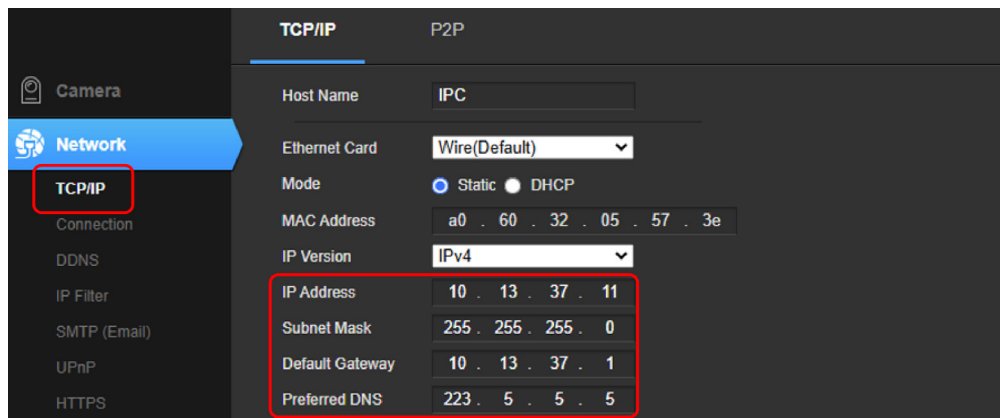 TCP/IP P2P
Camera
Host Name IPC
Network
Ethernet Card Wire(Default)
TCP/IP
Mode Static DHCP
Connection
MAC Address a0 . 60 . 32 . 05 . 57 . 3e
DDNS
IP Version IPv4
IP Filter
IP Address 10 . 13 . 37 . 11
SMTP (Email)
Subnet Mask 255 . 255 . 255 . 0
UPnP
Default Gateway 10 . 13 . 37 . 1
HTTPS
Preferred DNS 223 . 5 . 5 . 5